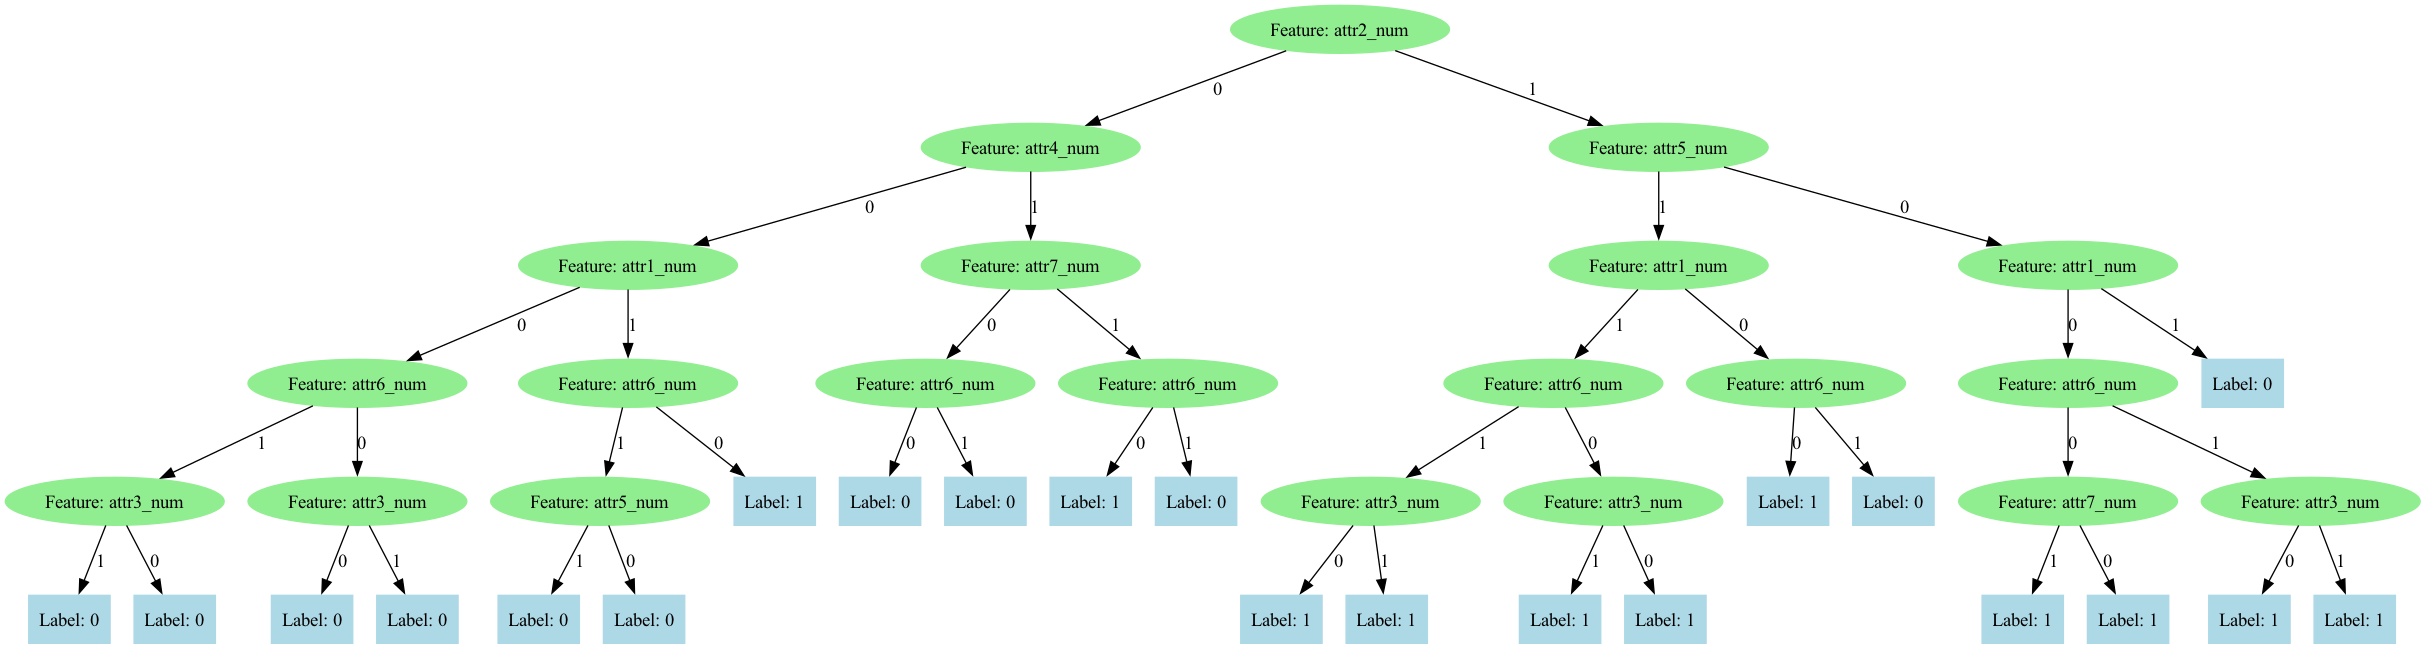 Feature: attr2_num
0
1
Feature: attr4_num
Feature: attr5_num
0
1
1
0
Feature: attr1_num
Feature: attr7_num
Feature: attr1_num
Feature: attr1_num
0
1
0
1
1
0
0
1
Feature: attr6_num
Feature: attr6_num
Feature: attr6_num
Feature: attr6_num
Feature: attr6_num
Feature: attr6_num
Feature: attr6_num
Label: 0
1
0
1
0
0
1
0
1
1
0
0
1
0
1
Feature: attr3_num
Feature: attr3_num
Feature: attr5_num
Label: 1
Label: 0
Label: 0
Label: 1
Label: 0
Feature: attr3_num
Feature: attr3_num
Label: 1
Label: 0
Feature: attr7_num
Feature: attr3_num
1
0
0
1
1
0
0
1
1
0
1
0
0
1
Label: 0
Label: 0
Label: 0
Label: 0
Label: 0
Label: 0
Label: 1
Label: 1
Label: 1
Label: 1
Label: 1
Label: 1
Label: 1
Label: 1